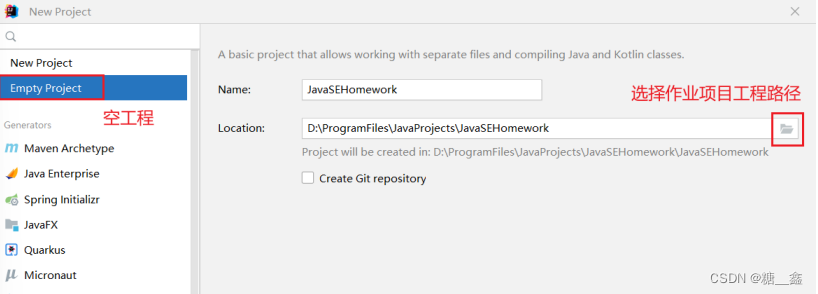 New Project
New Project
Empty Project
空工程
Generators
Maven Archetype
Java Enterprise
Spring Initializr
JavaFX
Quarkus
Micronaut
A basic project that allows working with separate files and compiling Java and Kotlin classes.
Name:
JavaSEHomework
选择作业项目工程路径
Location:
D:\ProgramFiles\JavaProjects\JavaSEHomework
Project will be created in: D:\ProgramFiles\JavaProjects\JavaSEHomework\JavaSEHomework
Create Git repository
CSDN @糖__鑫